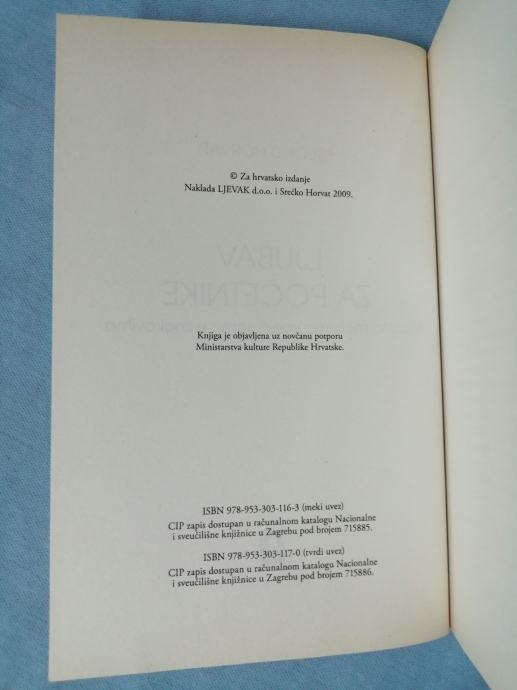 © Za hrvatsko izdanje
Naklada LJEVAK d.o.o. i Srećko Horvat 2009.
LJUBAV
ZA POČETNIKE
Knjiga je objavljena uz novčanu potporu
Ministarstva kulture Republike Hrvatske.
ISBN 978-953-303-116-3 (meki uvez)
CIP zapis dostupan u računalnom katalogu Nacionalne
i sveučilišne knjižnice u Zagrebu pod brojem 715885.
ISBN 978-953-303-117-0 (tvrdi uvez)
CIP zapis dostupan u računalnom katalogu Nacionalne
i sveučilišne knjižnice u Zagrebu pod brojem 715886.